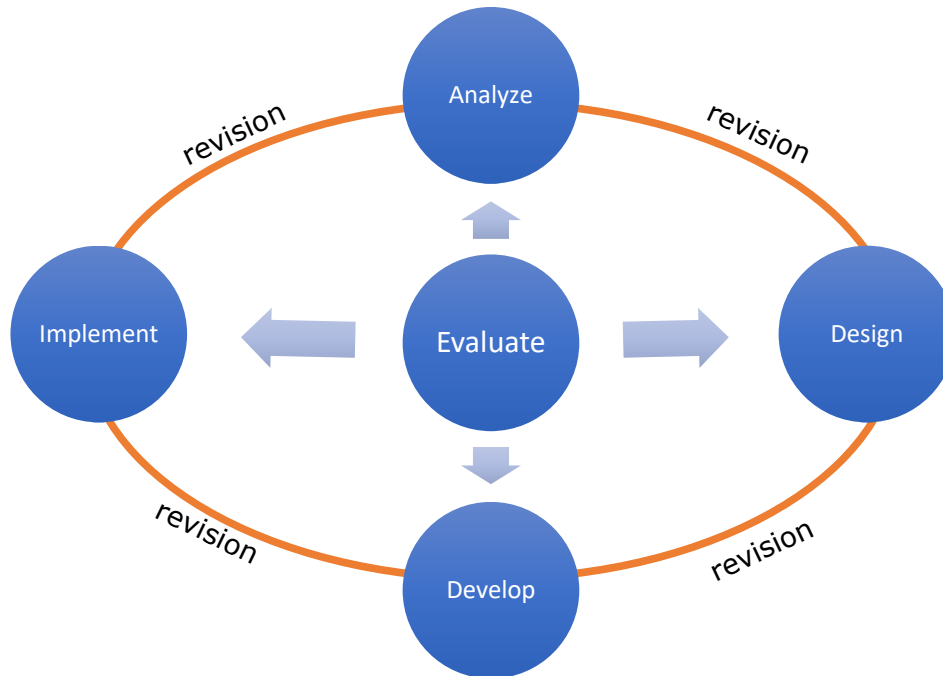 Analyze
revision
revision
Implement
Evaluate
Design
revision
revision
Develop